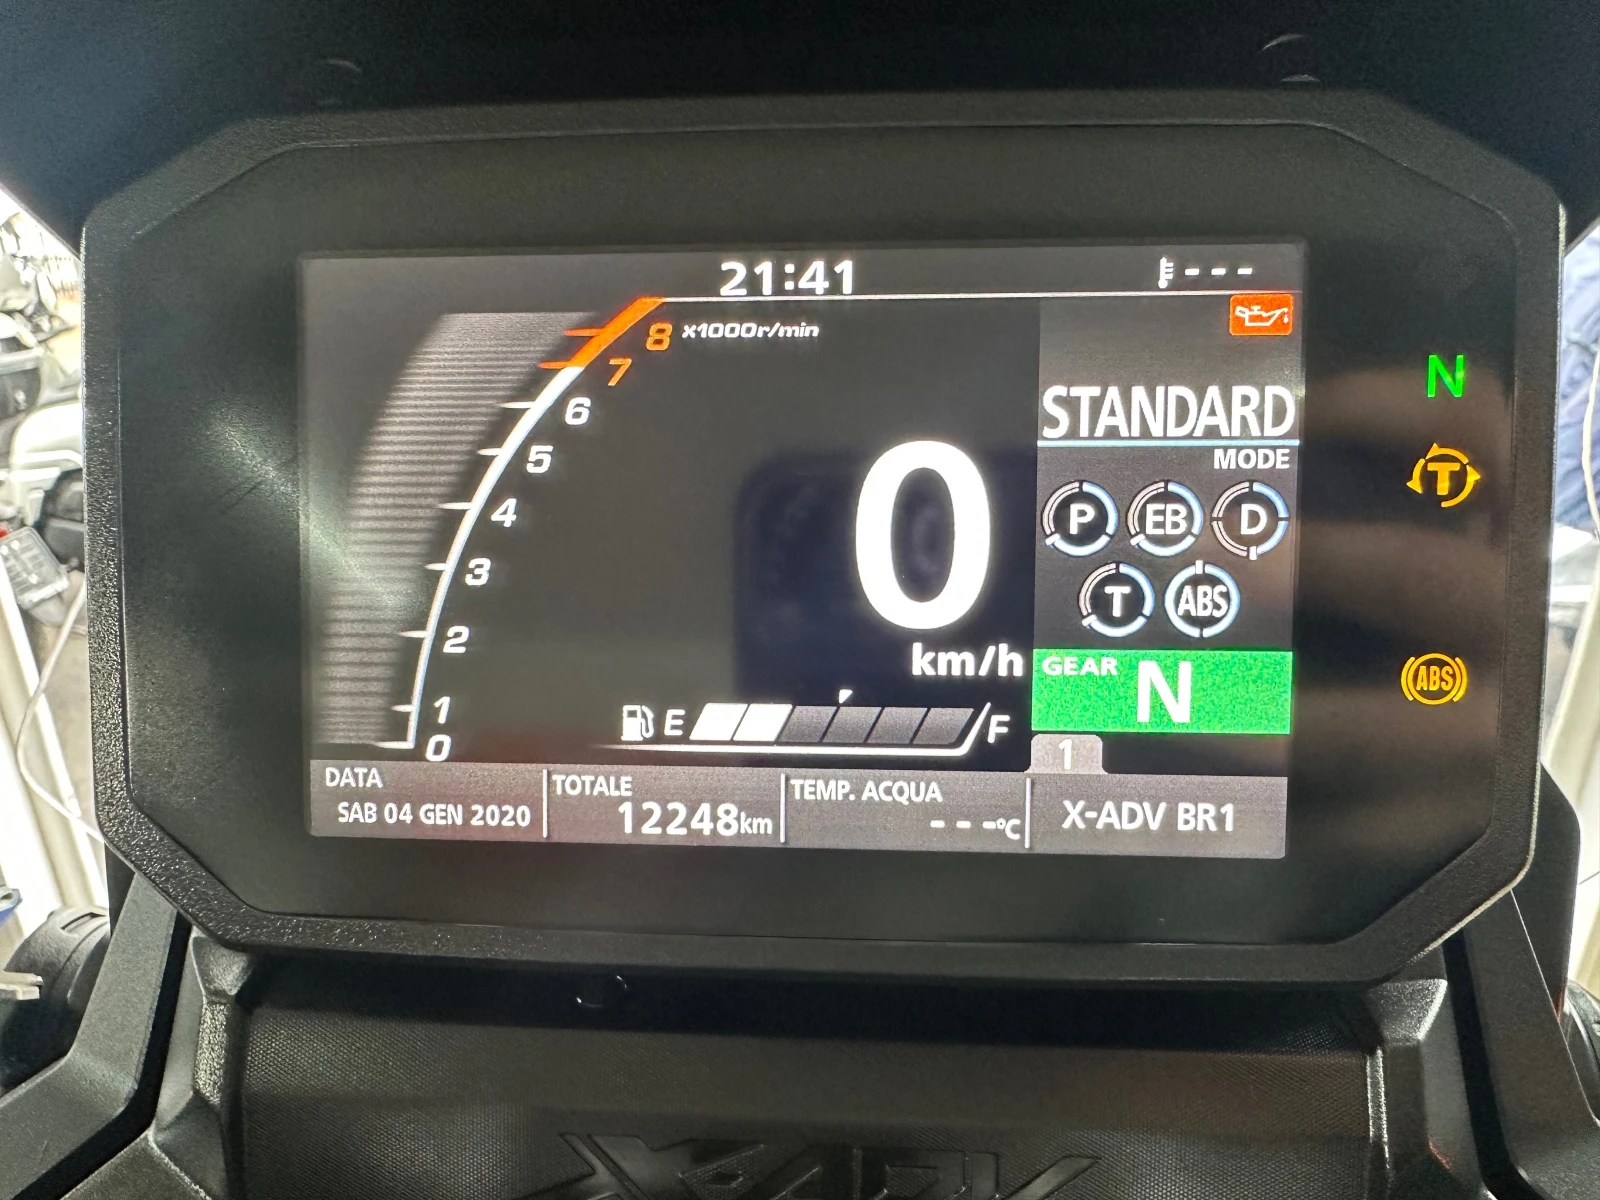 21:41
---
8 x1000r/min
7
6
5
4
3
2
1
0
0
km/h
E F
STANDARD
MODE
P EB D
T ABS
GEAR N
1
DATA
SAB 04 GEN 2020
TOTALE
12248km
TEMP. ACQUA
---°C
X-ADV BR1
N
T
ABS
X-ADV